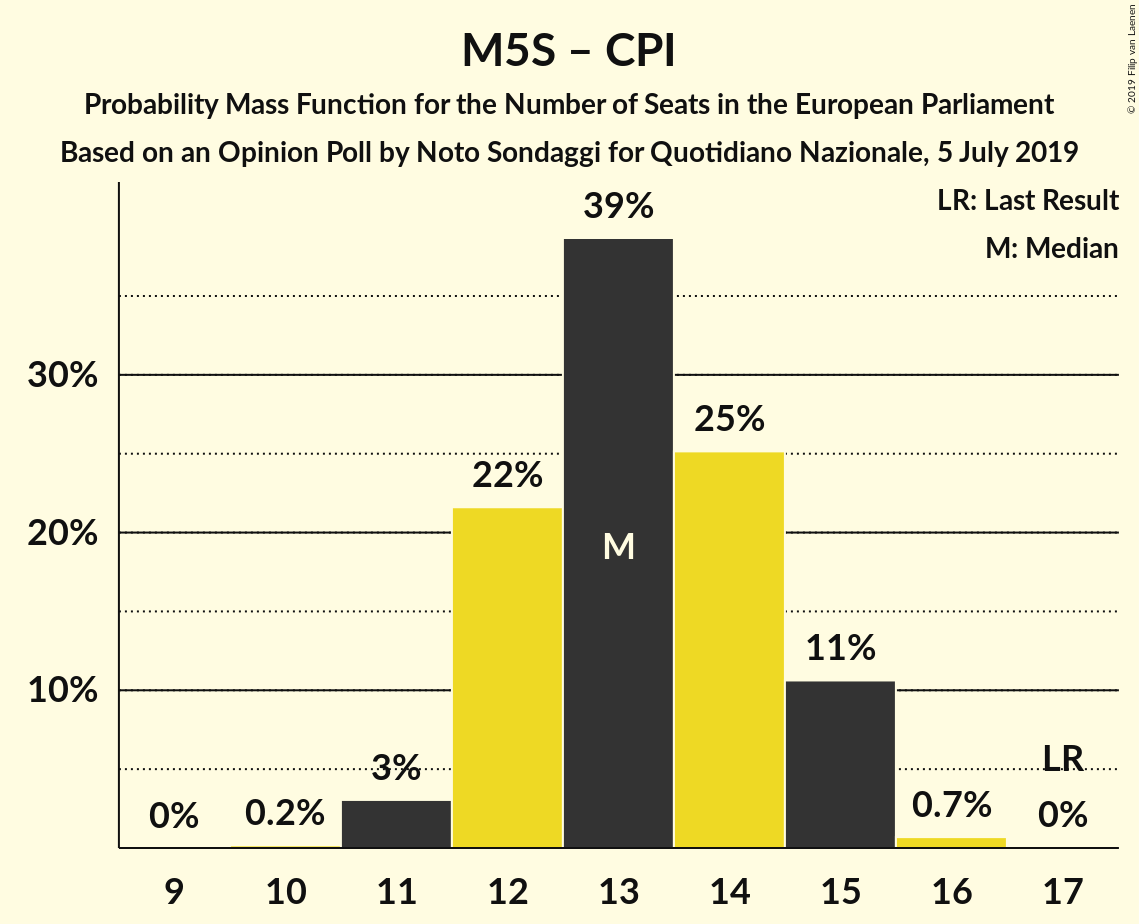 M5S – CPI
Probability Mass Function for the Number of Seats in the European Parliament
Based on an Opinion Poll by Noto Sondaggi for Quotidiano Nazionale, 5 July 2019
© 2019 Filip van Laenen
LR: Last Result
M: Median
30%
20%
10%
0%
0.2%
3%
22%
39%
M
25%
11%
0.7%
LR
0%
9 10 11 12 13 14 15 16 17